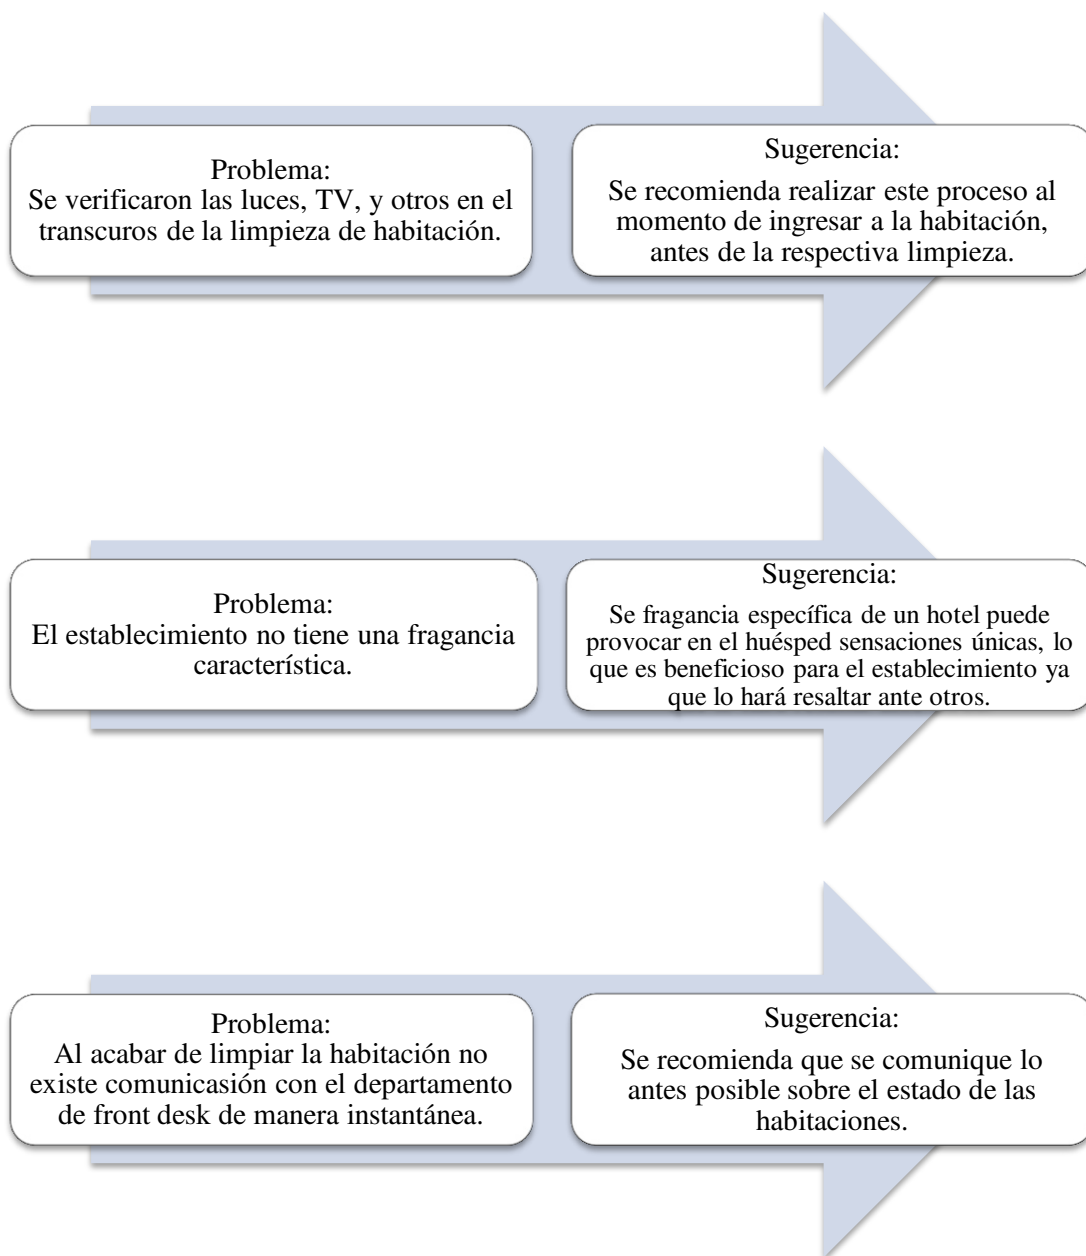 Problema:
Se verificaron las luces, TV, y otros en el
transcuros de la limpieza de habitación.
Sugerencia:
Se recomienda realizar este proceso al
momento de ingresar a la habitación,
antes de la respectiva limpieza.
Problema:
El establecimiento no tiene una fragancia
característica.
Sugerencia:
Se fragancia específica de un hotel puede
provocar en el huésped sensaciones únicas, lo
que es beneficioso para el establecimiento ya
que lo hará resaltar ante otros.
Problema:
Al acabar de limpiar la habitación no
existe comunicasión con el departamento
de front desk de manera instantánea.
Sugerencia:
Se recomienda que se comunique lo
antes posible sobre el estado de las
habitaciones.